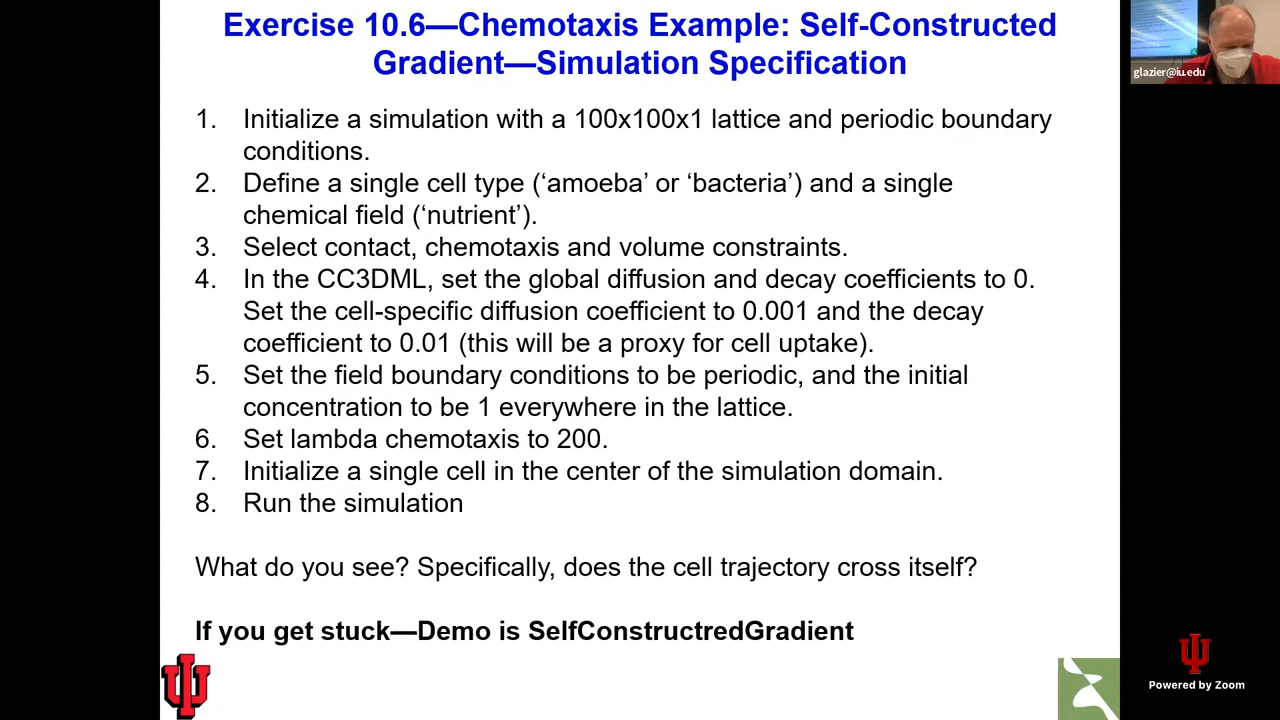 Exercise 10.6—Chemotaxis Example: Self-Constructed
Gradient—Simulation Specification
1. Initialize a simulation with a 100x100x1 lattice and periodic boundary
conditions.
2. Define a single cell type (‘amoeba’ or ‘bacteria’) and a single
chemical field (‘nutrient’).
3. Select contact, chemotaxis and volume constraints.
4. In the CC3DML, set the global diffusion and decay coefficients to 0.
Set the cell-specific diffusion coefficient to 0.001 and the decay
coefficient to 0.01 (this will be a proxy for cell uptake).
5. Set the field boundary conditions to be periodic, and the initial
concentration to be 1 everywhere in the lattice.
6. Set lambda chemotaxis to 200.
7. Initialize a single cell in the center of the simulation domain.
8. Run the simulation
What do you see? Specifically, does the cell trajectory cross itself?
If you get stuck—Demo is SelfConstructredGradient
glazier@iu.edu
Powered by Zoom